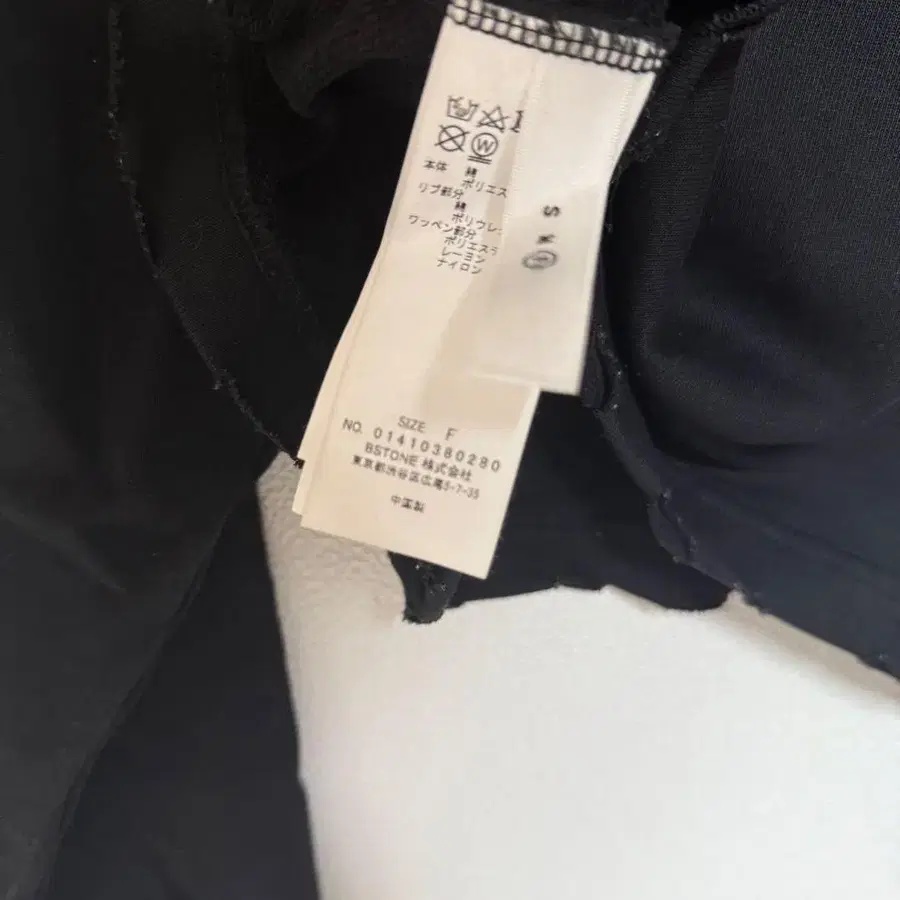 本体 綿
ポリエス
リブ部分
綿
ポリウレ
ワッペン部分
ポリエステ
レーヨン
ナイロン
S K
SIZE F
NO. 01410380280
BSTONE 株式会社
東京都渋谷区広尾5-7-35
中国製